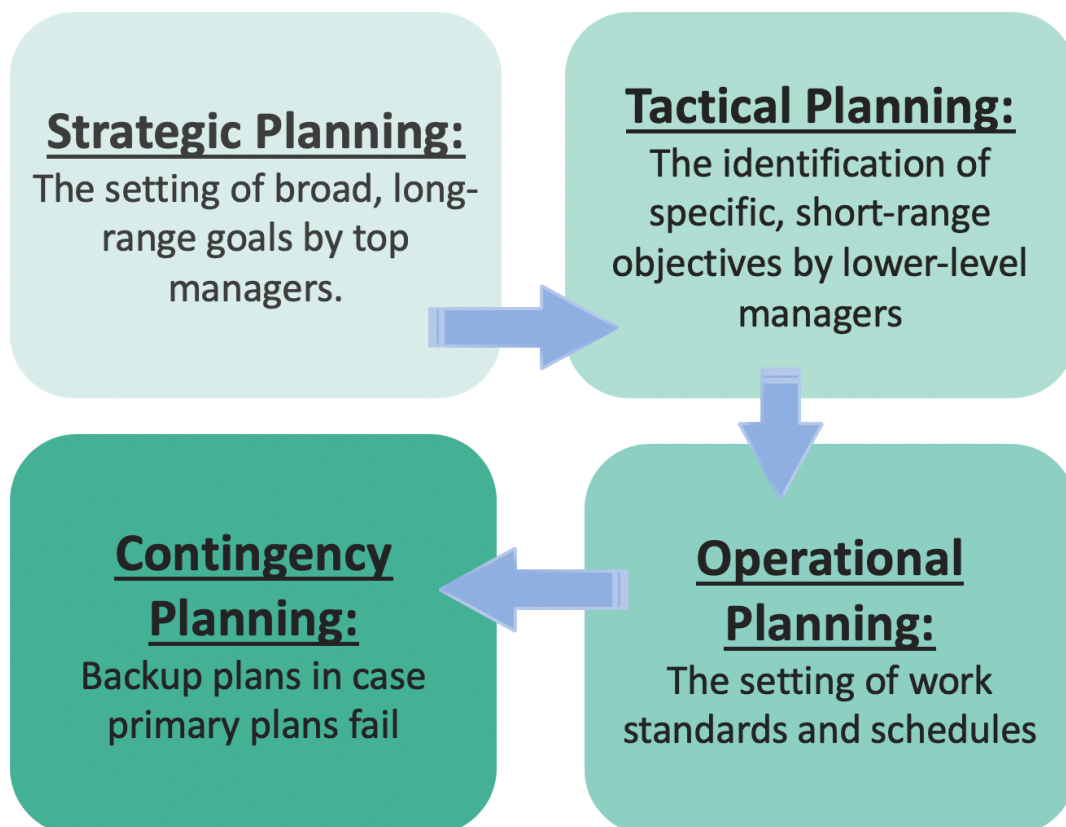 Strategic Planning:
The setting of broad, long-
range goals by top
managers.
Tactical Planning:
The identification of
specific, short-range
objectives by lower-level
managers
Operational
Planning:
The setting of work
standards and schedules
Contingency
Planning:
Backup plans in case
primary plans fail